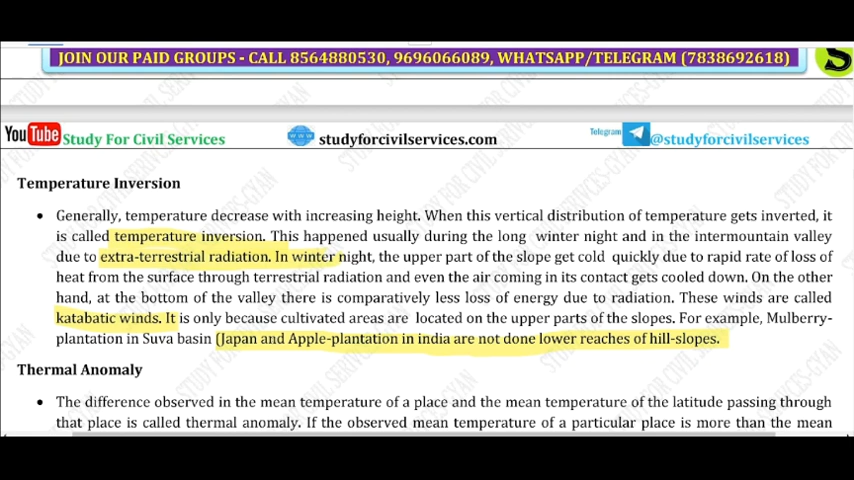 JOIN OUR PAID GROUPS - CALL 8564880530, 9696066089, WHATSAPP/TELEGRAM (7838692618)
S
YouTube Study For Civil Services
WWW studyforcivilservices.com
Telegram @studyforcivilservices
Temperature Inversion
• Generally, temperature decrease with increasing height. When this vertical distribution of temperature gets inverted, it
is called temperature inversion. This happened usually during the long winter night and in the intermountain valley
due to extra-terrestrial radiation. In winter night, the upper part of the slope get cold quickly due to rapid rate of loss of
heat from the surface through terrestrial radiation and even the air coming in its contact gets cooled down. On the other
hand, at the bottom of the valley there is comparatively less loss of energy due to radiation. These winds are called
katabatic winds. It is only because cultivated areas are located on the upper parts of the slopes. For example, Mulberry-
plantation in Suva basin (Japan and Apple-plantation in india are not done lower reaches of hill-slopes.
Thermal Anomaly
• The difference observed in the mean temperature of a place and the mean temperature of the latitude passing through
that place is called thermal anomaly. If the observed mean temperature of a particular place is more than the mean